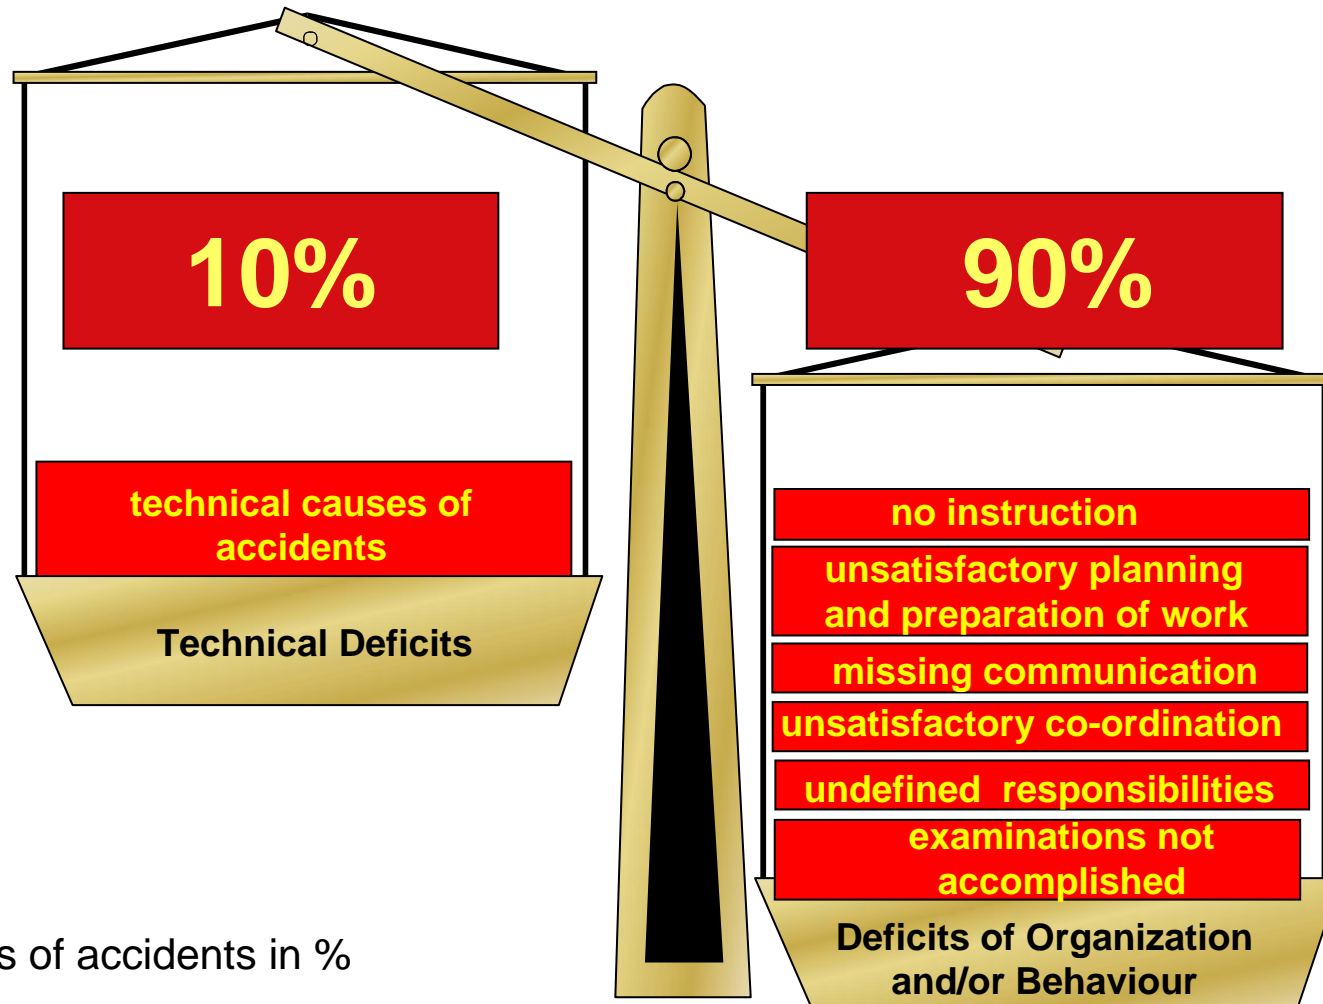 10%
technical causes of
accidents
Technical Deficits
90%
no instruction
unsatisfactory planning
and preparation of work
missing communication
unsatisfactory co-ordination
undefined  responsibilities
examinations not
accomplished
Deficits of Organization
and/or Behaviour
s of accidents in %